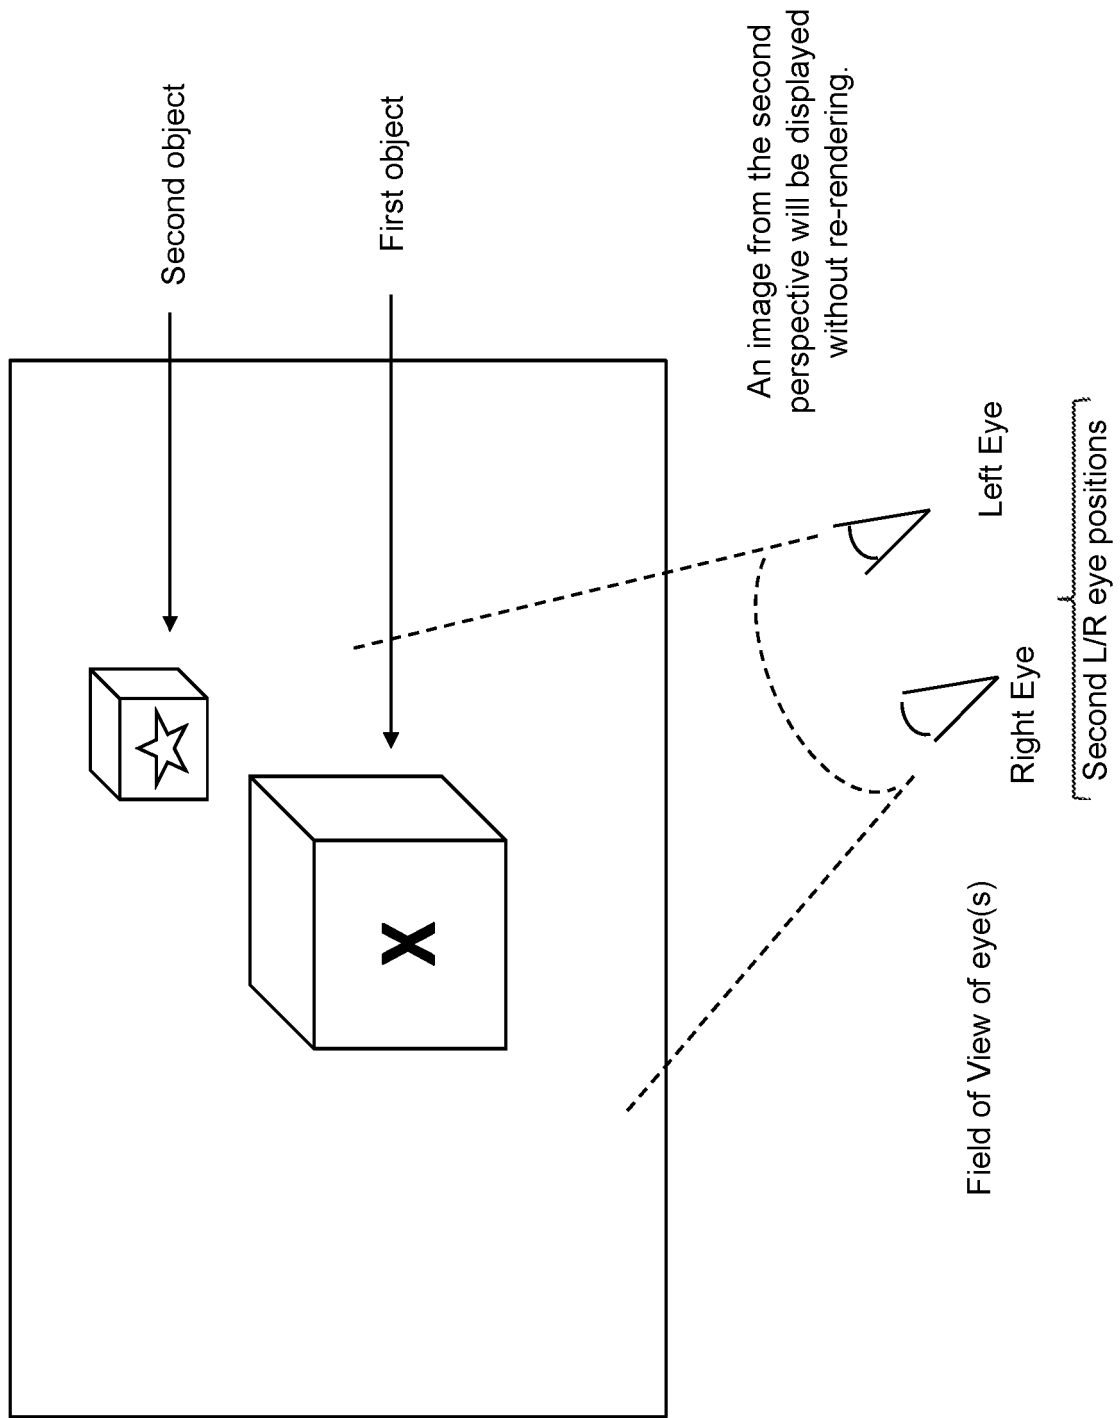 Second object
First object
An image from the second
perspective will be displayed
without re-rendering.
X
Left Eye
Right Eye
Second L/R eye positions
Field of View of eye(s)